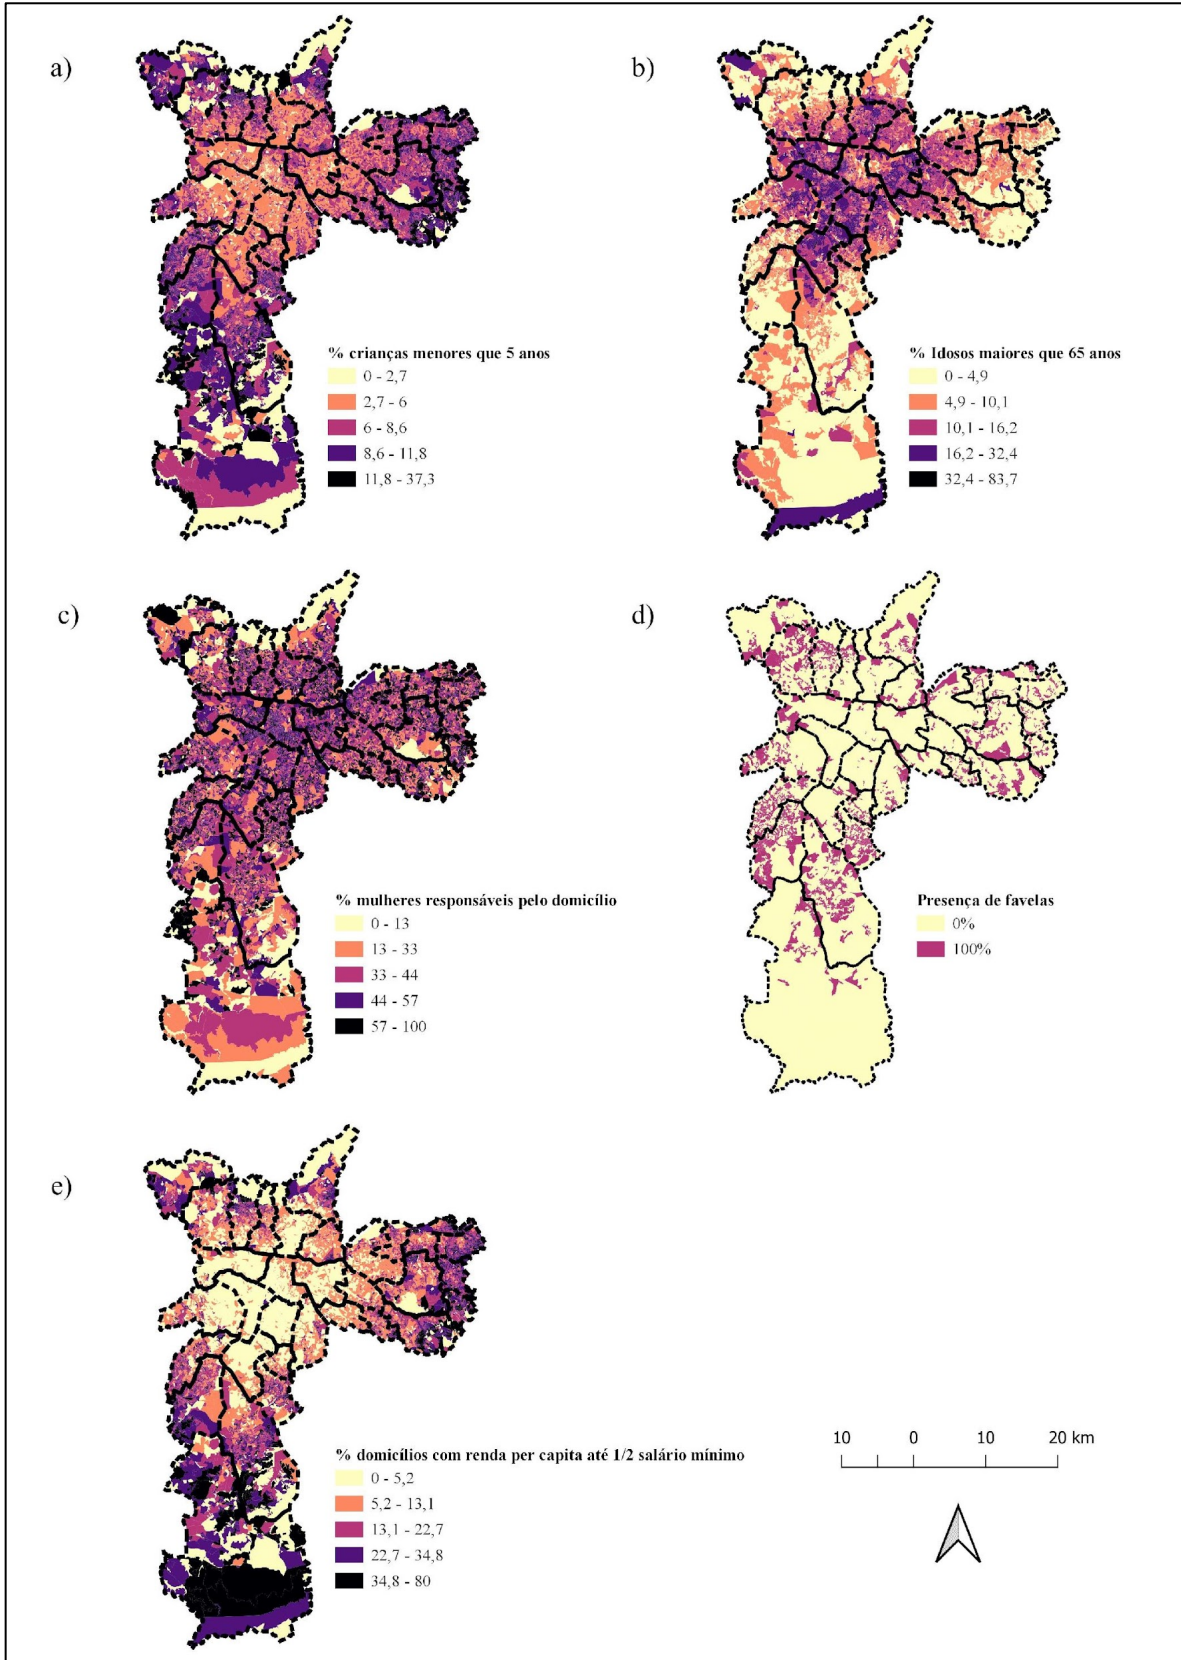 a)
% crianças menores que 5 anos
0 - 2,7
2,7 - 6
6 - 8,6
8,6 - 11,8
11,8 - 37,3
b)
% Idosos maiores que 65 anos
0 - 4,9
4,9 - 10,1
10,1 - 16,2
16,2 - 32,4
32,4 - 83,7
c)
% mulheres responsáveis pelo domicílio
0 - 13
13 - 33
33 - 44
44 - 57
57 - 100
d)
Presença de favelas
0%
100%
e)
% domicílios com renda per capita até 1/2 salário mínimo
0 - 5,2
5,2 - 13,1
13,1 - 22,7
22,7 - 34,8
34,8 - 80
10 0 10 20 km